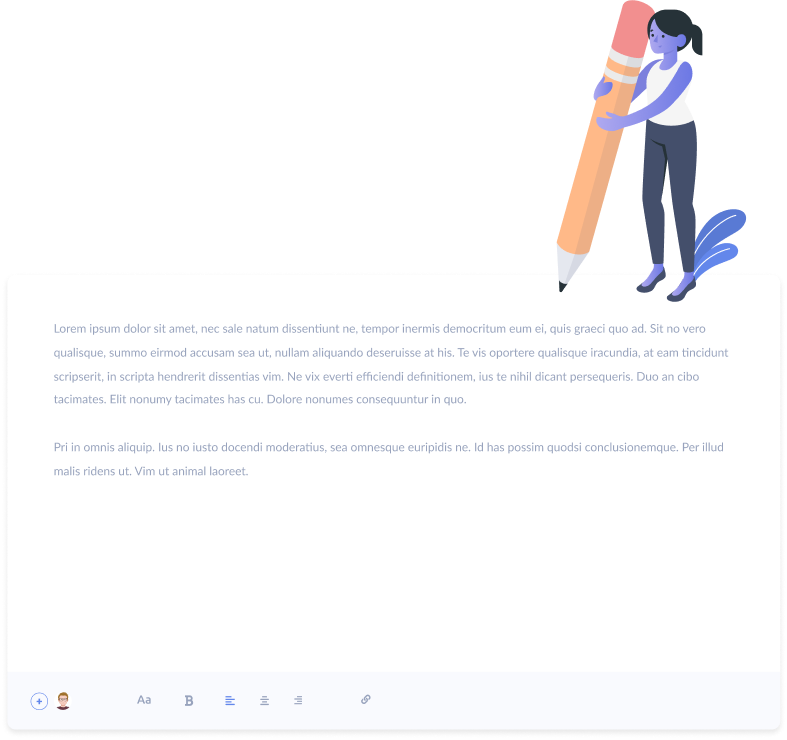 Lorem ipsum dolor sit amet, nec sale natum dissentiunt ne, tempor inermis democritum eum ei, quis graeci quo ad. Sit no vero
qualisque, summo eirmod accusam sea ut, nullam aliquando deseruisse at his. Te vis oportere qualisque iracundia, at eam tincidunt
scripserit, in scripta hendrerit dissentias vim. Ne vix everti efficiendi definitionem, ius te nihil dicant persequeris. Duo an cibo
tacimates. Elit nonumy tacimates has cu. Dolore nonumes consequuntur in quo.
Pri in omnis aliquip. Ius no iusto docendi moderatius, sea omnesque euripidis ne. Id has possim quodsi conclusionemque. Per illud
malis ridens ut. Vim ut animal laoreet.
Aa B